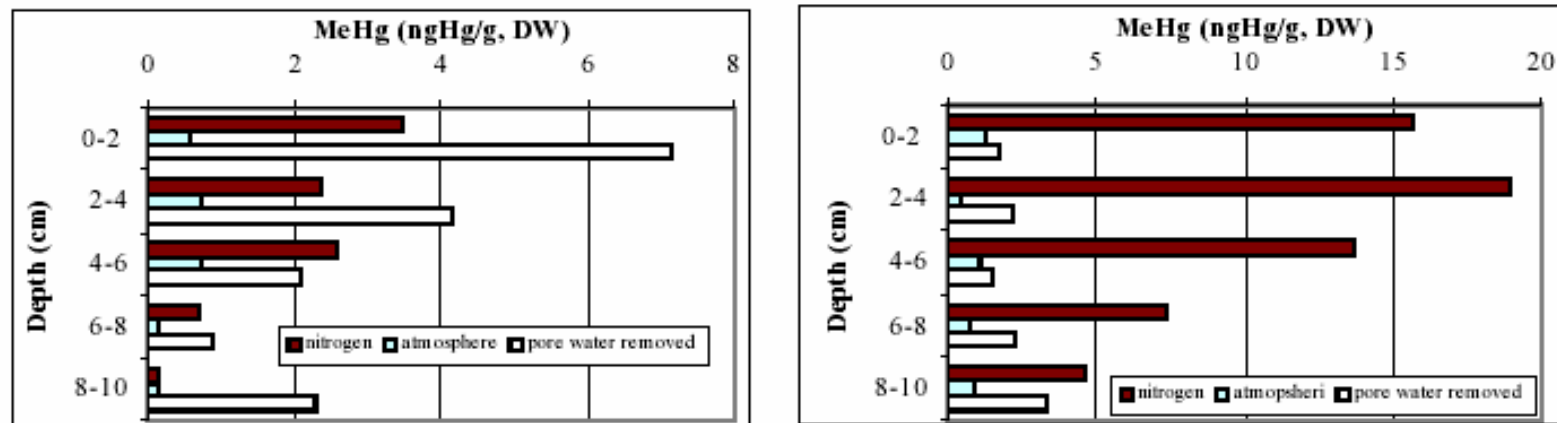 MeHg (ngHg/g, DW)
0 2 4 6 8
Depth (cm)
0-2
2-4
4-6
6-8
8-10
nitrogen atmosphere pore water removed
MeHg (ngHg/g, DW)
0 5 10 15 20
Depth (cm)
0-2
2-4
4-6
6-8
8-10
nitrogen atmopsheri pore water removed